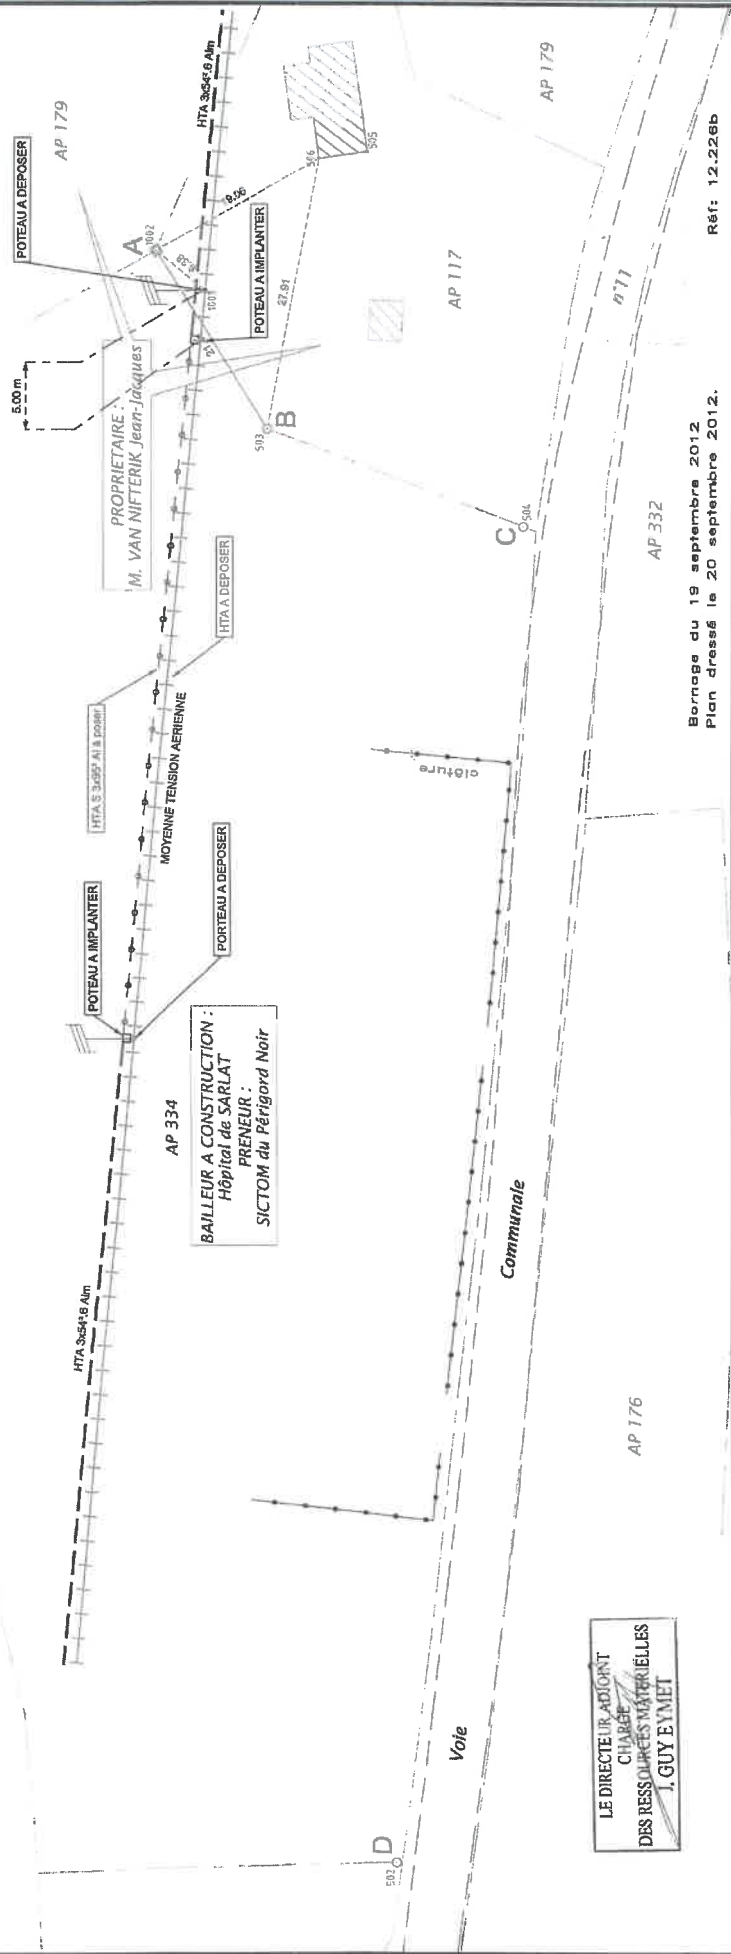 HTA 3x54².6 Alm
POTEAU A IMPLANTER
PORTEAU A DEPOSER
AP 334
BAILLEUR A CONSTRUCTION :
Hôpital de SARLAT
PRENEUR :
SICTOM du Périgord Noir
HTA S 3x95² Al à poser
MOYENNE TENSION AERIENNE
HTA A DEPOSER
PROPRIETAIRE :
M. VAN NIFTERIK Jean-Jacques
5.00 m
POTEAU A DEPOSER
AP 179
HTA 3x54².6 Alm
A
1002
1001
9.06
POTEAU A IMPLANTER
503
B
27.91
506
505
AP 117
AP 179
C
504
clôture
D
502
Voie
Communale
n°11
AP 176
AP 332
LE DIRECTEUR ADJOINT
CHARGE
DES RESSOURCES MATERIELLES
J. GUY EYMET
Bornage du 19 septembre 2012
Plan dressé le 20 septembre 2012.
Réf: 12.226b